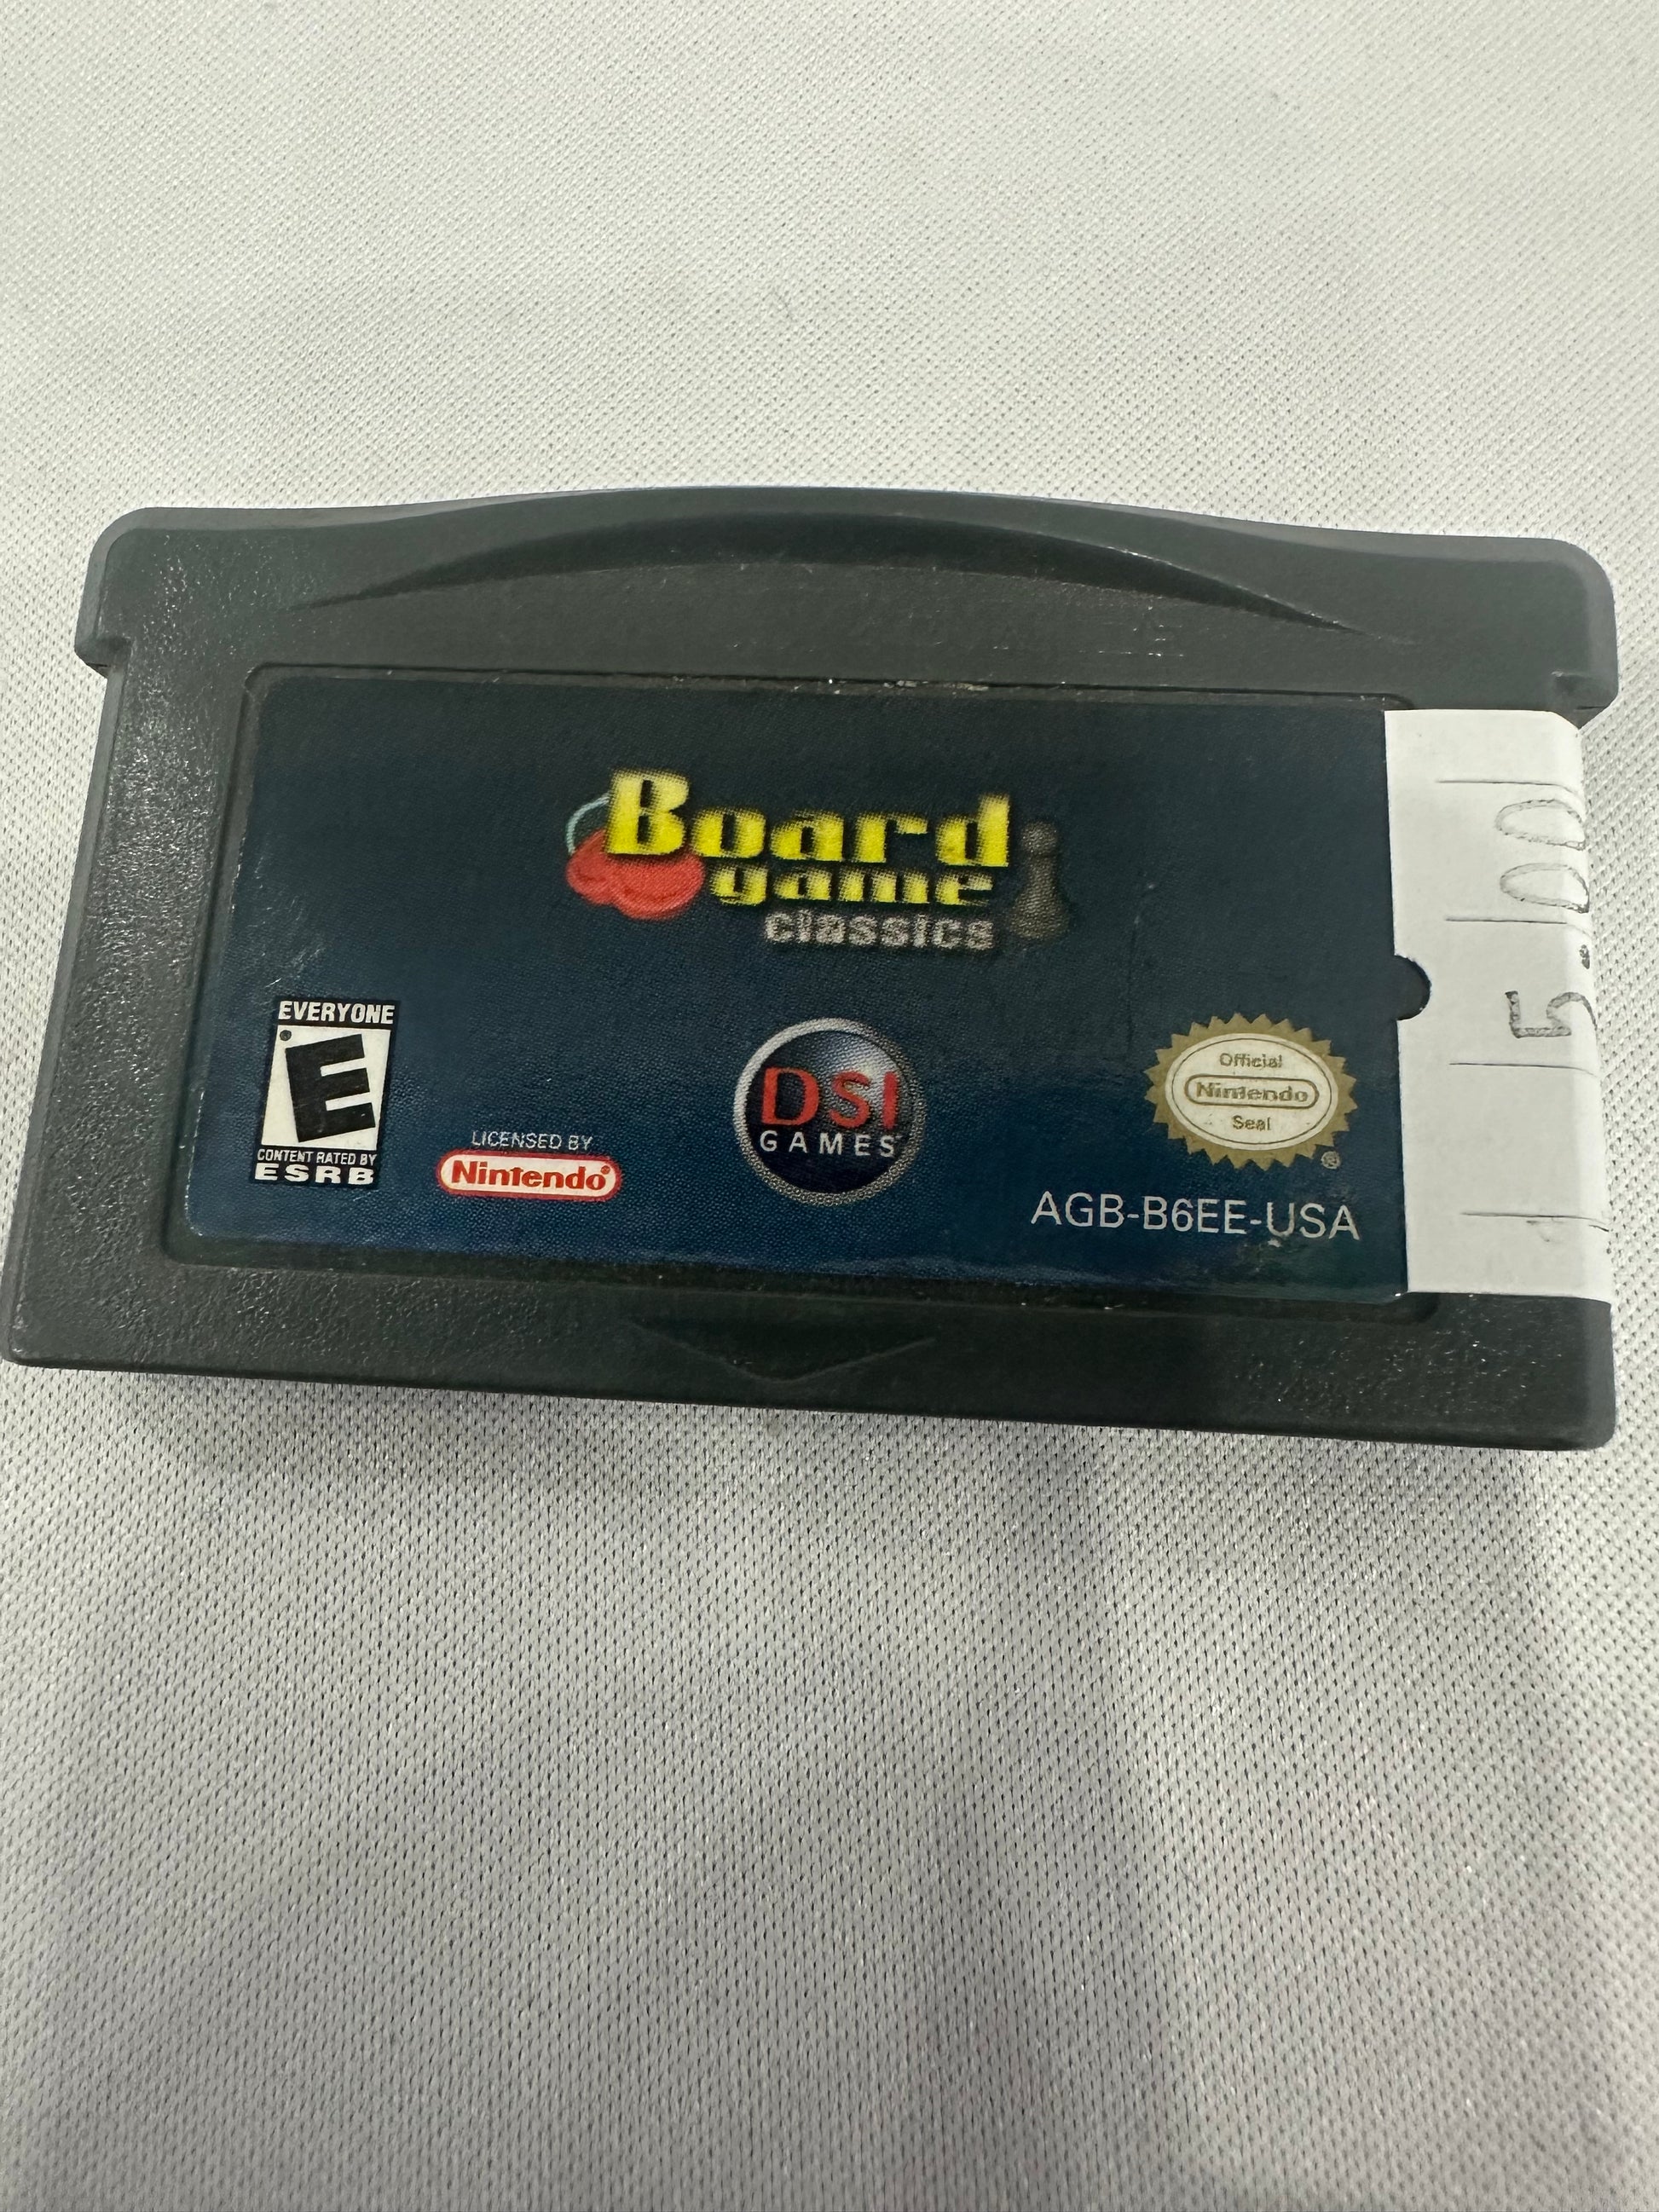 Board
game
classics
EVERYONE
E
CONTENT RATED BY
ESRB
LICENSED BY
Nintendo®
DSI
GAMES
Official
Nintendo
Seal
®
AGB-B6EE-USA
5.00